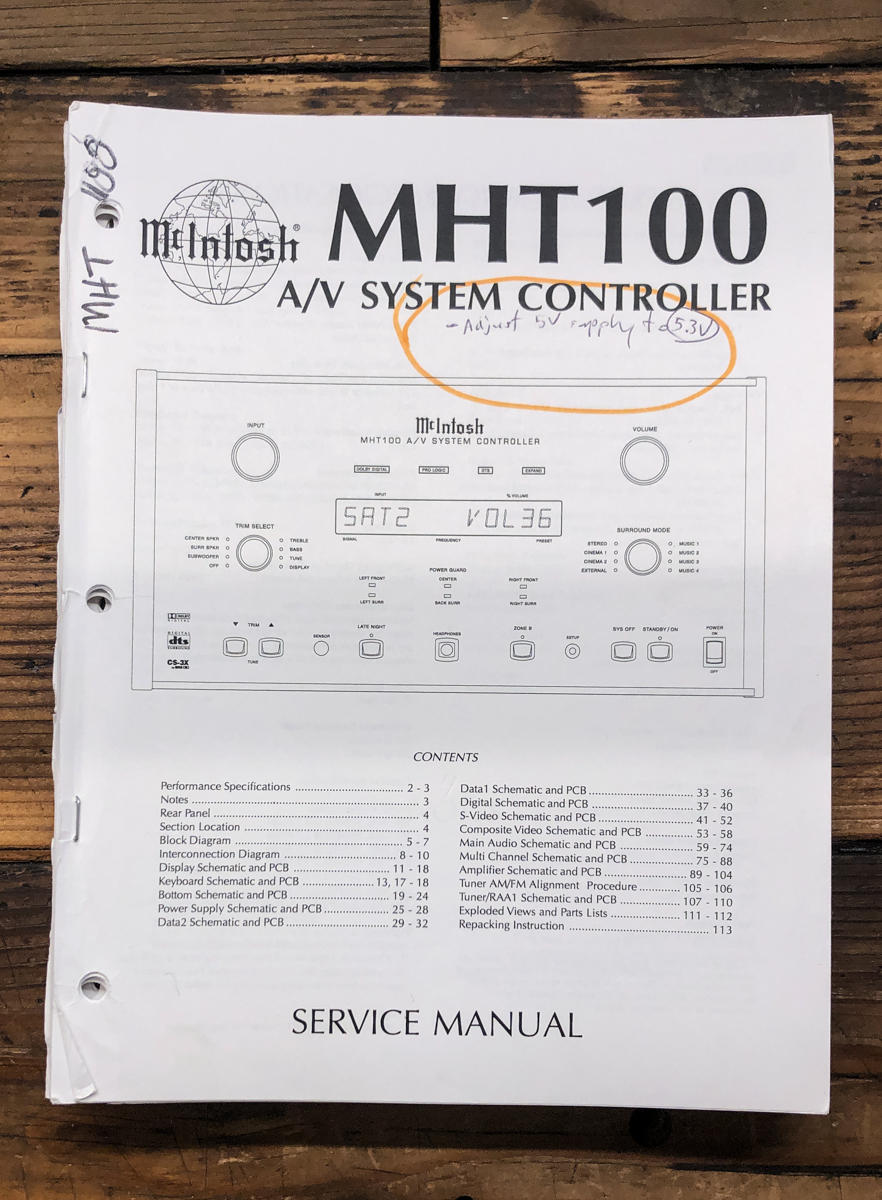 MHT 100
McIntosh®
MHT100
A/V SYSTEM CONTROLLER
- Adjust 5V supply to 5.3V
INPUT
McIntosh
MHT100 A/V SYSTEM CONTROLLER
VOLUME
DOLBY DIGITAL PRO LOGIC DTS EXPAND
INPUT % VOLUME
SAT2 VOL36
SIGNAL FREQUENCY PRESET
TRIM SELECT
CENTER SPKR TREBLE
SURR SPKR BASS
SUBWOOFER TUNE
OFF DISPLAY
SURROUND MODE
STEREO MUSIC 1
CINEMA 1 MUSIC 2
CINEMA 2 MUSIC 3
EXTERNAL MUSIC 4
POWER GUARD
LEFT FRONT CENTER RIGHT FRONT
LEFT SURR BACK SURR RIGHT SURR
DOLBY
DIGITAL
DIGITAL
dts
SURROUND
CS-3X
▼ TRIM ▲
TUNE
SENSOR
LATE NIGHT
HEADPHONES
ZONE B
SETUP
SYS OFF
STANDBY/ON
POWER
ON
OFF
CONTENTS
Performance Specifications ................................ 2 - 3
Notes ................................ 3
Rear Panel ................................ 4
Section Location ................................ 4
Block Diagram ................................ 5 - 7
Interconnection Diagram ................................ 8 - 10
Display Schematic and PCB ................................ 11 - 18
Keyboard Schematic and PCB ...................... 13, 17 - 18
Bottom Schematic and PCB ................................ 19 - 24
Power Supply Schematic and PCB .................... 25 - 28
Data2 Schematic and PCB ................................ 29 - 32
Data1 Schematic and PCB ................................ 33 - 36
Digital Schematic and PCB ................................ 37 - 40
S-Video Schematic and PCB ................................ 41 - 52
Composite Video Schematic and PCB ............... 53 - 58
Main Audio Schematic and PCB ........................ 59 - 74
Multi Channel Schematic and PCB .................... 75 - 88
Amplifier Schematic and PCB ........................... 89 - 104
Tuner AM/FM Alignment Procedure ............ 105 - 106
Tuner/RAA1 Schematic and PCB .................... 107 - 110
Exploded Views and Parts Lists ...................... 111 - 112
Repacking Instruction ................................ 113
SERVICE MANUAL